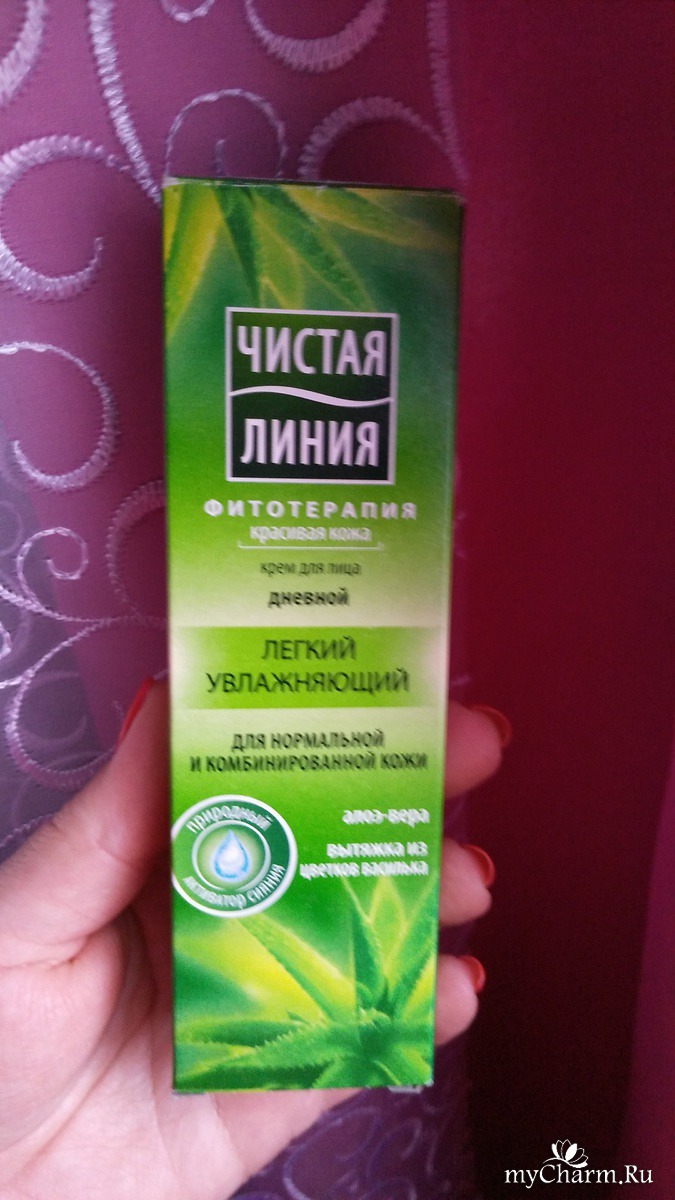 ЧИСТАЯ
ЛИНИЯ
ФИТОТЕРАПИЯ
красивая кожа
крем для лица
дневной
ЛЕГКИЙ
УВЛАЖНЯЮЩИЙ
ДЛЯ НОРМАЛЬНОЙ
И КОМБИНИРОВАННОЙ КОЖИ
природный
активатор сияния
алоэ-вера
вытяжка из
цветков василька
myCharm.Ru